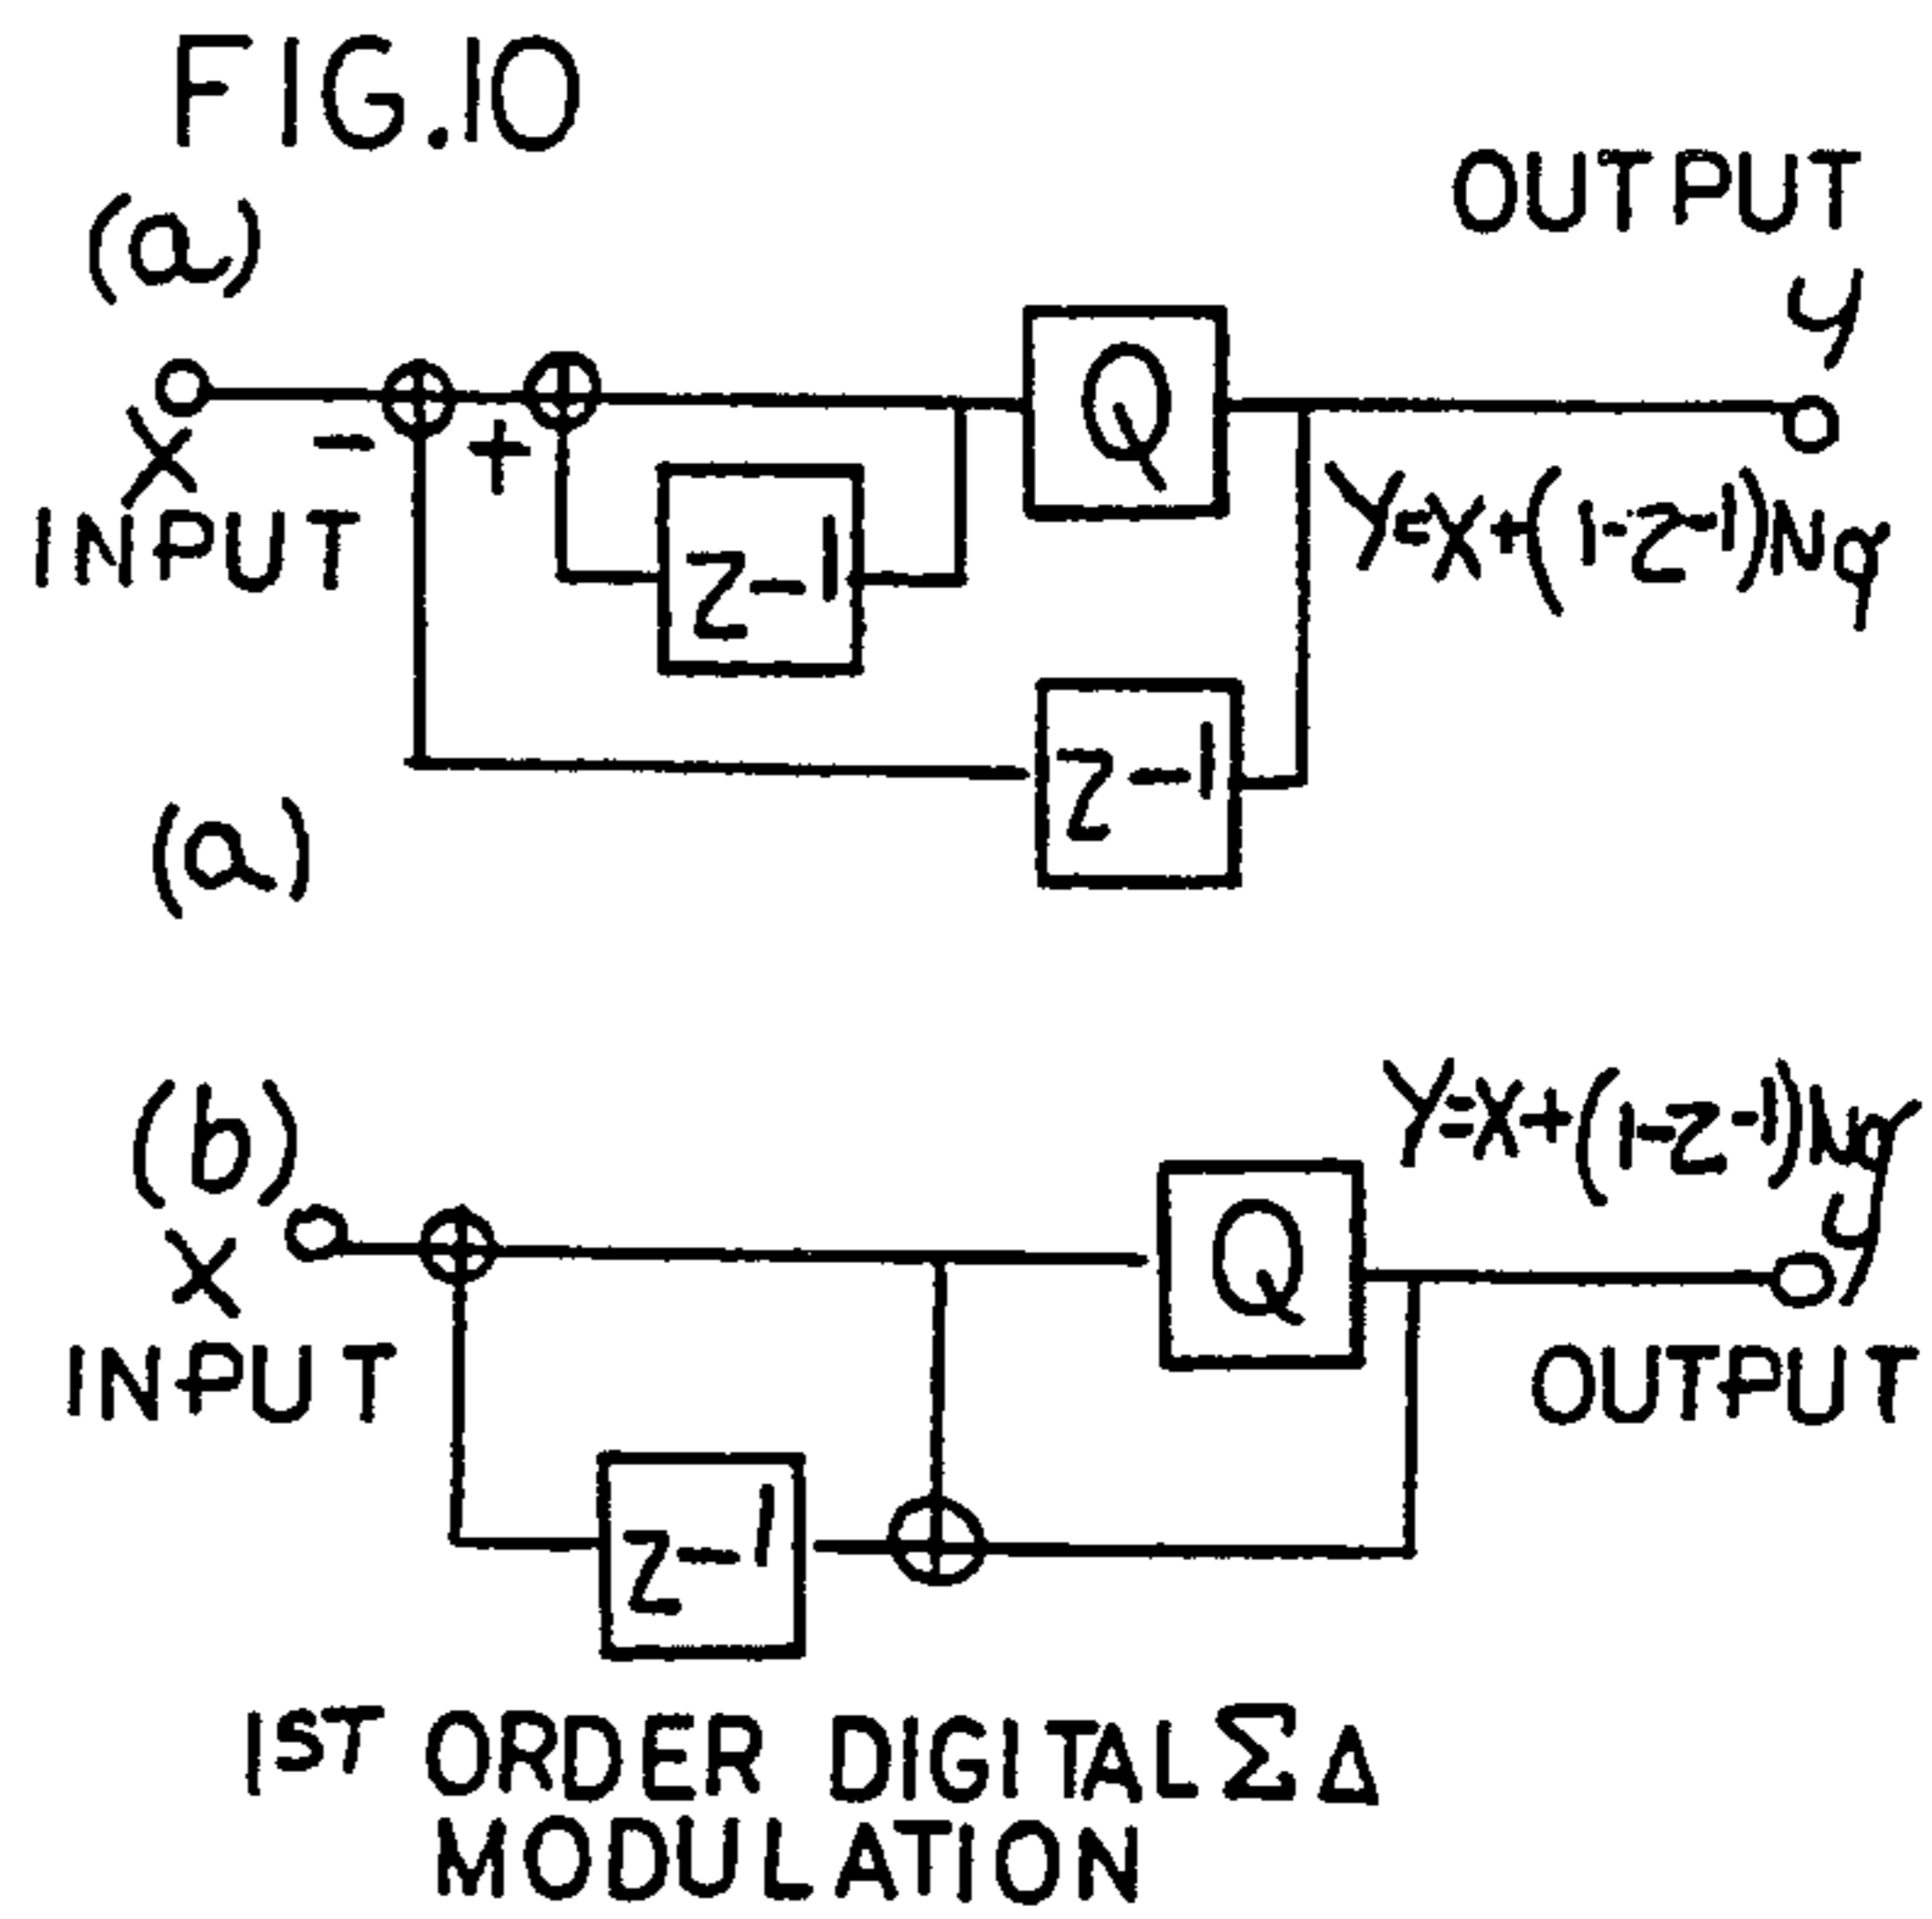 FIG.10
(a)
OUTPUT
y
Q
X
-
+
INPUT
Y=X+(1-Z-1)Nq
Z-1
Z-1
(a)
(b)
Y=X+(1-Z-1)Nq
y
X
Q
INPUT
OUTPUT
Z-1
1ST ORDER DIGITAL Σ Δ
MODULATION